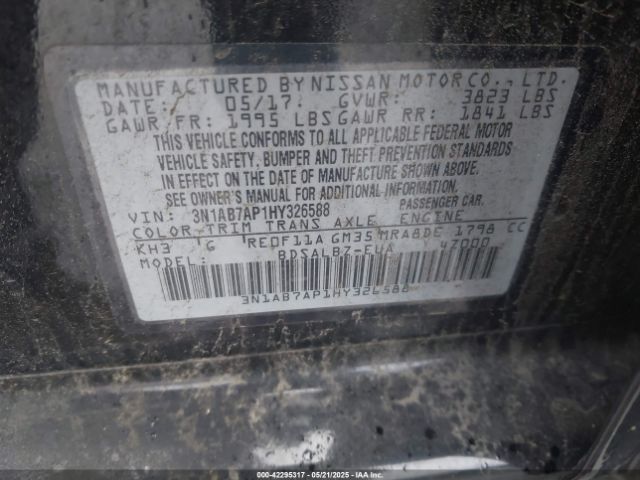 MANUFACTURED BY NISSAN MOTOR CO., LTD.
DATE: 05/17. GVWR: 3823 LBS
GAWR FR: 1995 LBS GAWR RR: 1841 LBS
THIS VEHICLE CONFORMS TO ALL APPLICABLE FEDERAL MOTOR
VEHICLE SAFETY, BUMPER AND THEFT PREVENTION STANDARDS
IN EFFECT ON THE DATE OF MANUFACTURE SHOWN ABOVE.
SEE OWNER'S MANUAL FOR ADDITIONAL INFORMATION.
VIN: 3N1AB7AP1HY326588 PASSENGER CAR.
COLOR-TRIM TRANS AXLE ENGINE
KH3 G RE0F11A GM35 MRA8DE 1798 CC
MODEL: BDSALBZ-EUA 47000
3N1AB7AP1HY326588
000-42295317 - 05/21/2025 - IAAI.COM